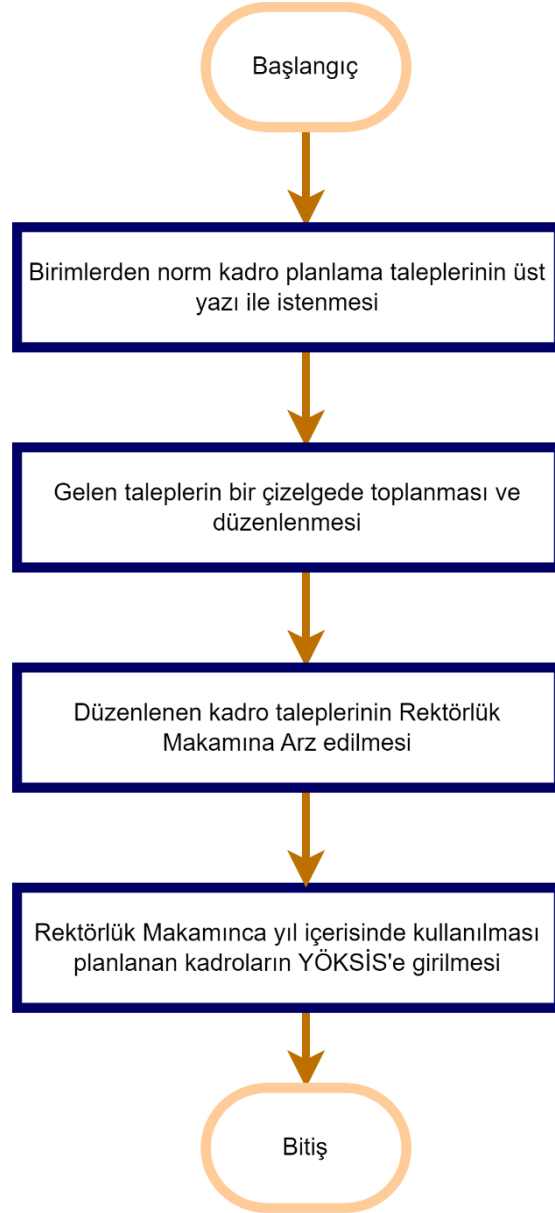 Başlangıç
Birimlerden norm kadro planlama taleplerinin üst
yazı ile istenmesi
Gelen taleplerin bir çizelgede toplanması ve
düzenlenmesi
Düzenlenen kadro taleplerinin Rektörlük
Makamına Arz edilmesi
Rektörlük Makamınca yıl içerisinde kullanılması
planlanan kadroların YÖKSİS'e girilmesi
Bitiş